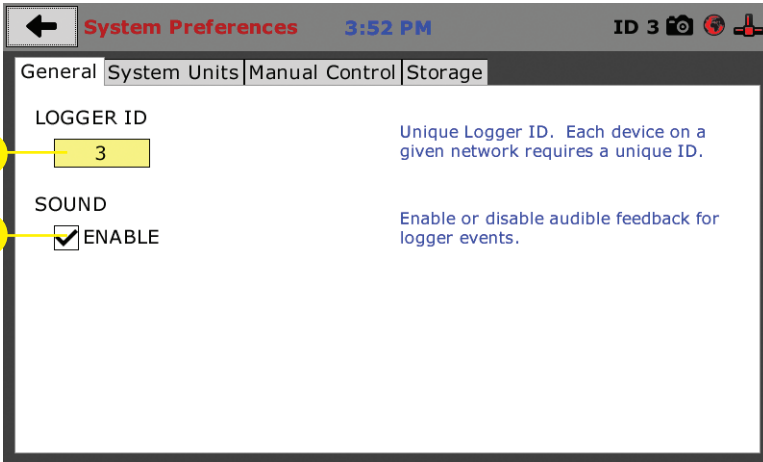 System Preferences 3:52 PM ID 3
General System Units Manual Control Storage
LOGGER ID
3
Unique Logger ID. Each device on a
given network requires a unique ID.
SOUND
ENABLE
Enable or disable audible feedback for
logger events.